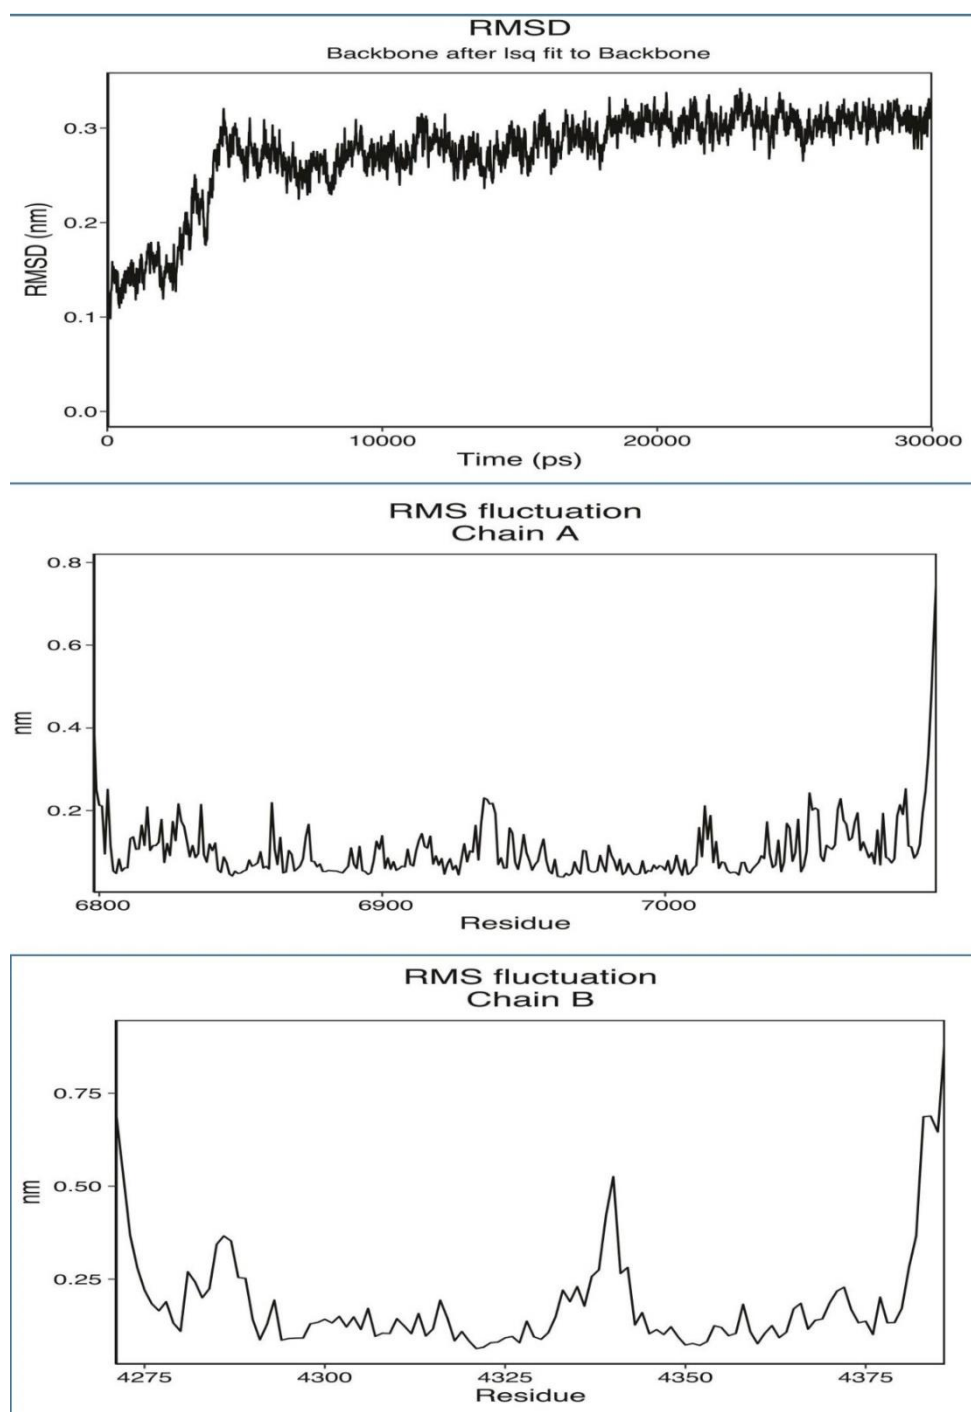 RMSD
Backbone after lsq fit to Backbone
RMSD (nm)
0.3
0.2
0.1
0.0
0 10000 20000 30000
Time (ps)
RMS fluctuation
Chain A
nm
0.8
0.6
0.4
0.2
6800 6900 7000
Residue
RMS fluctuation
Chain B
nm
0.75
0.50
0.25
4275 4300 4325 4350 4375
Residue